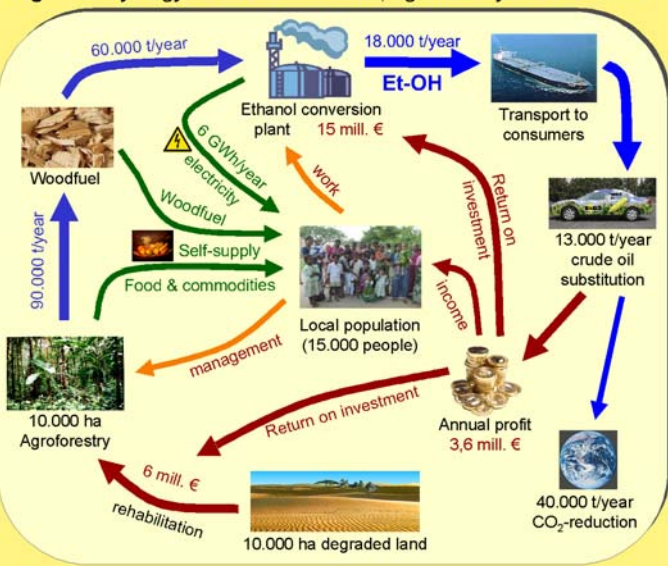 60.000 t/year
18.000 t/year
Et-OH
Ethanol conversion
plant 15 mill. €
Transport to
consumers
Woodfuel
6 GWh/year
electricity
work
Return on
investment
Woodfuel
13.000 t/year
crude oil
substitution
90.000 t/year
Self-supply
Food & commodities
Local population
(15.000 people)
income
management
10.000 ha
Agroforestry
Return on investment
Annual profit
3,6 mill. €
6 mill. €
rehabilitation
10.000 ha degraded land
40.000 t/year
CO₂-reduction